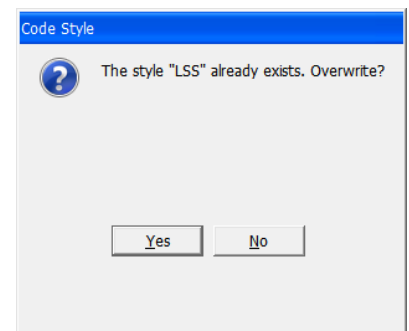 Code Style
The style "LSS" already exists. Overwrite?
Yes
No